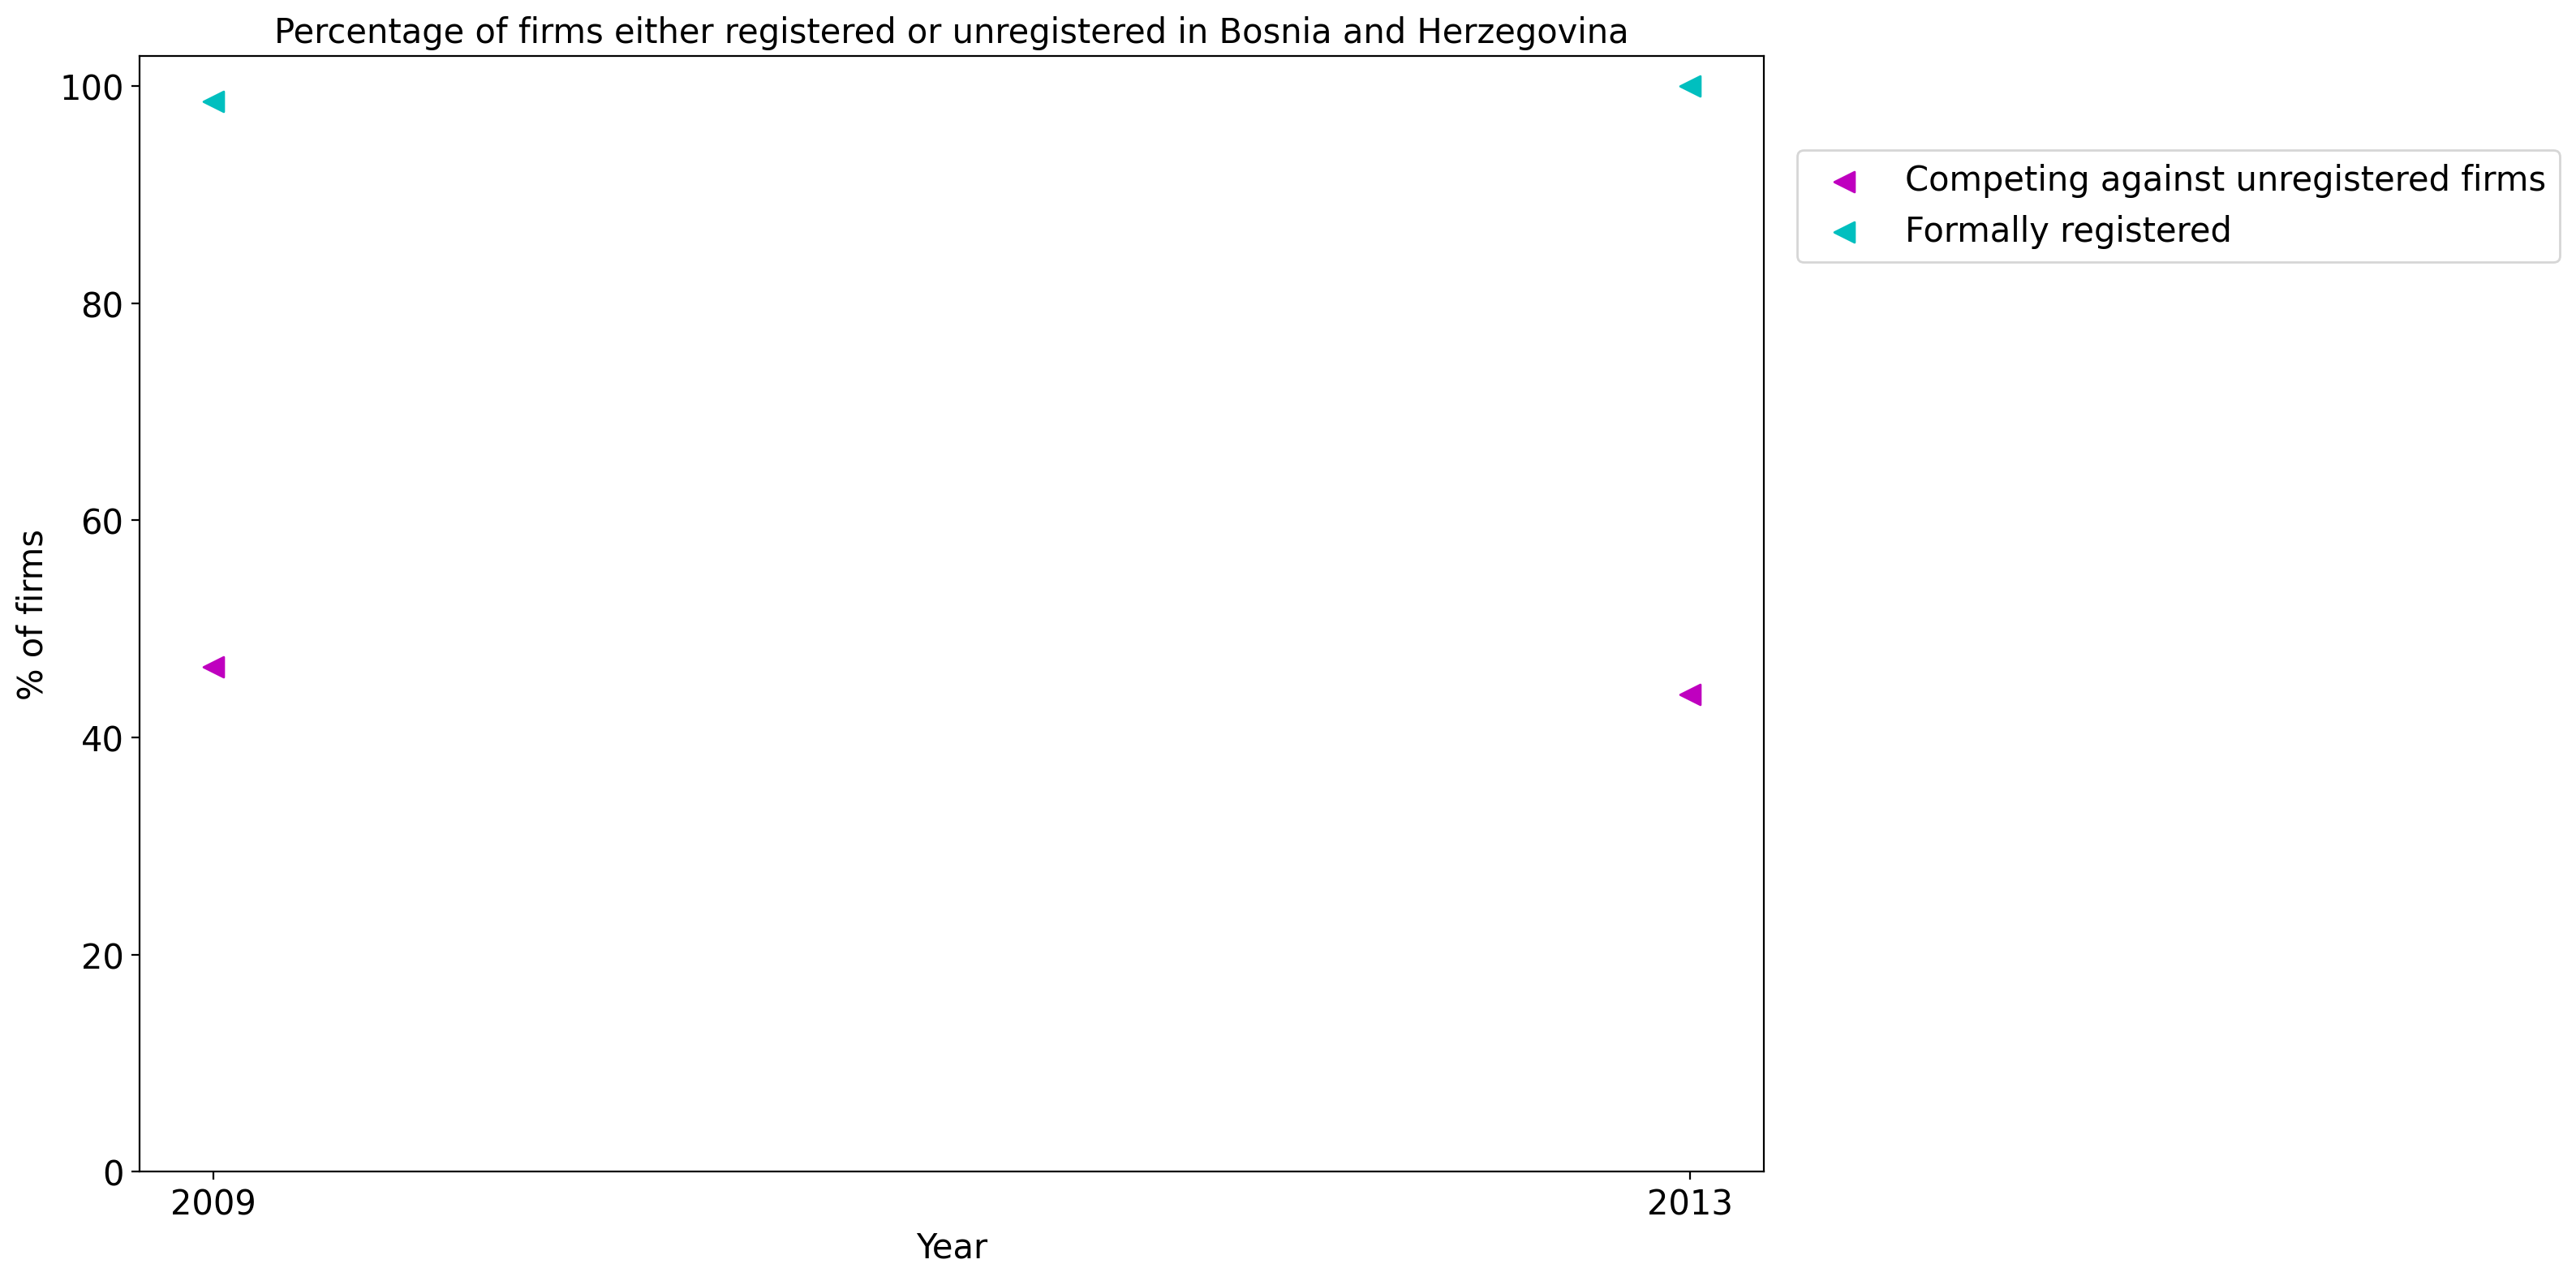 Percentage of firms either registered or unregistered in Bosnia and Herzegovina
100
80
60
40
20
0
% of firms
2009
2013
Year
Competing against unregistered firms
Formally registered